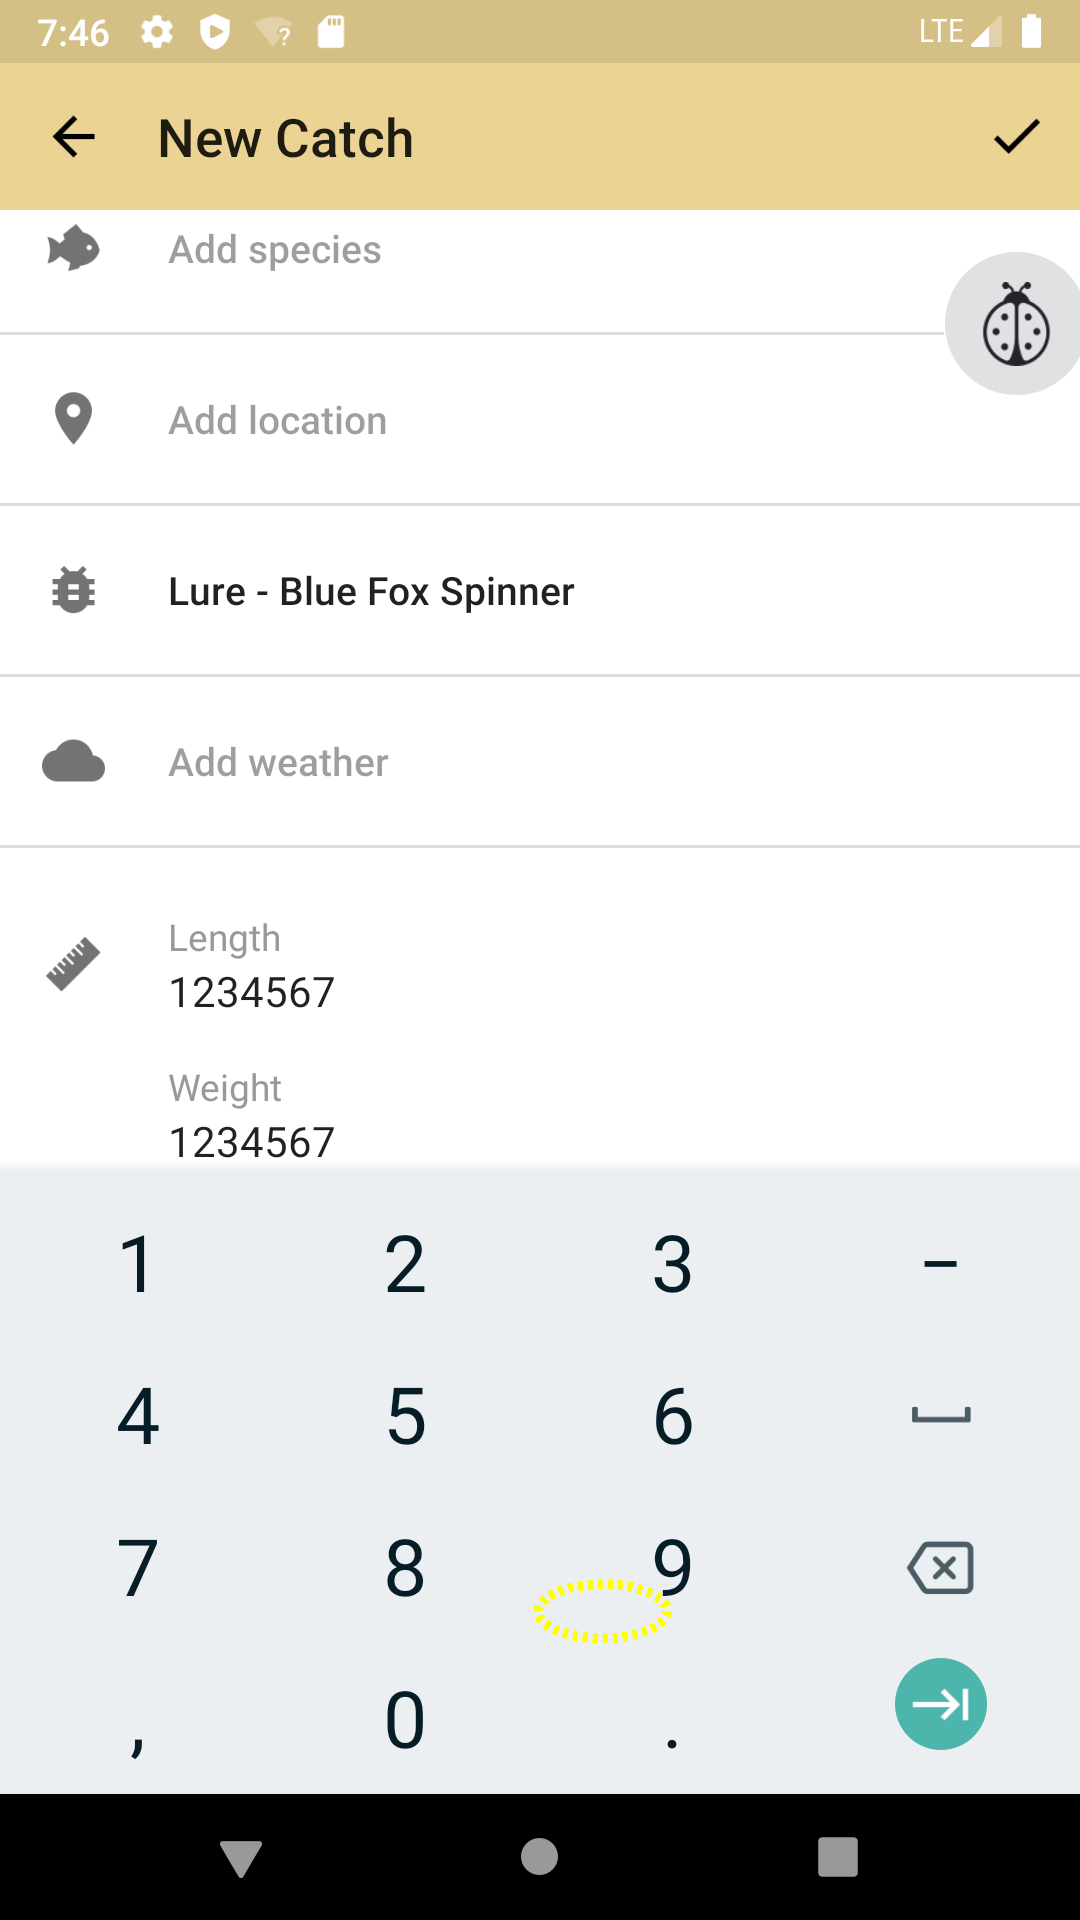 7:46 LTE
New Catch
Add species
Add location
Lure - Blue Fox Spinner
Add weather
Length
1234567
Weight
1234567
1 2 3 –
4 5 6
7 8 9
, 0 .